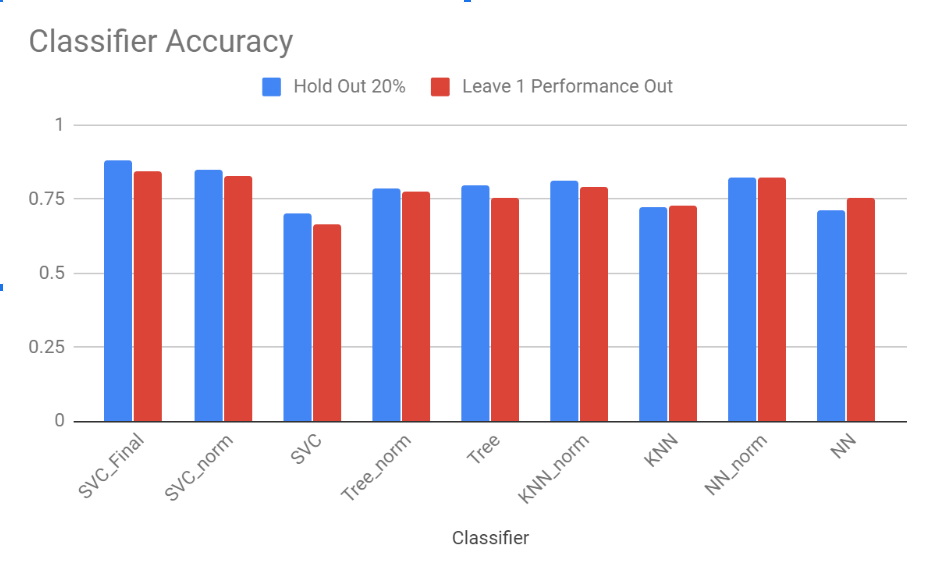 Classifier Accuracy
Hold Out 20% Leave 1 Performance Out
1
0.75
0.5
0.25
0
SVC_Final SVC_norm SVC Tree_norm Tree KNN_norm KNN NN_norm NN
Classifier